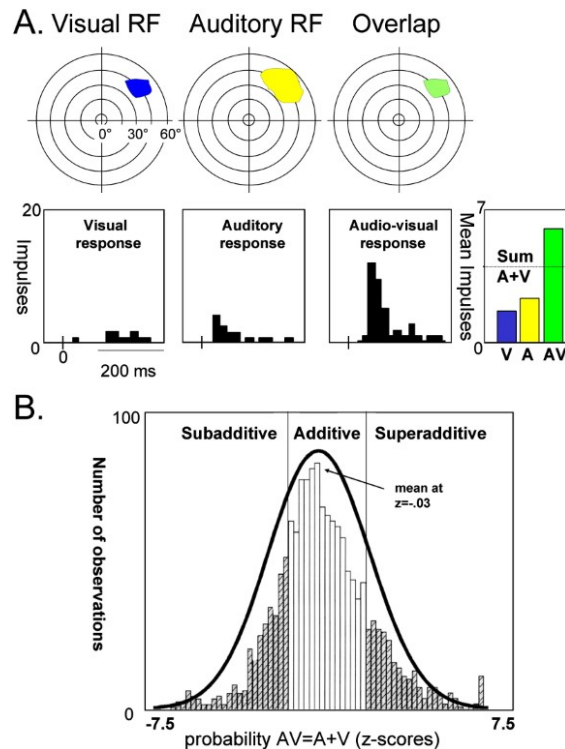 A.
Visual RF
Auditory RF
Overlap
0° 30° 60°
20
Impulses
0
Visual
response
0
200 ms
Auditory
response
Audio-visual
response
7
Mean Impulses
0
Sum
A+V
V A AV
B.
100
Number of observations
0
Subadditive Additive Superadditive
mean at
z=-.03
-7.5 7.5
probability AV=A+V (z-scores)